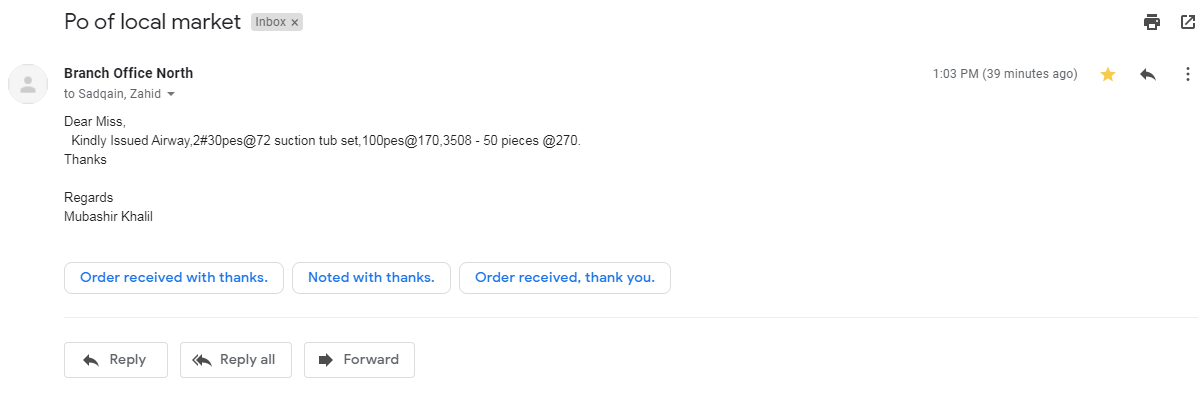 Po of local market Inbox ×
Branch Office North 1:03 PM (39 minutes ago)
to Sadqain, Zahid
Dear Miss,
Kindly Issued Airway,2#30pes@72 suction tub set,100pes@170,3508 - 50 pieces @270.
Thanks
Regards
Mubashir Khalil
Order received with thanks. Noted with thanks. Order received, thank you.
Reply Reply all Forward